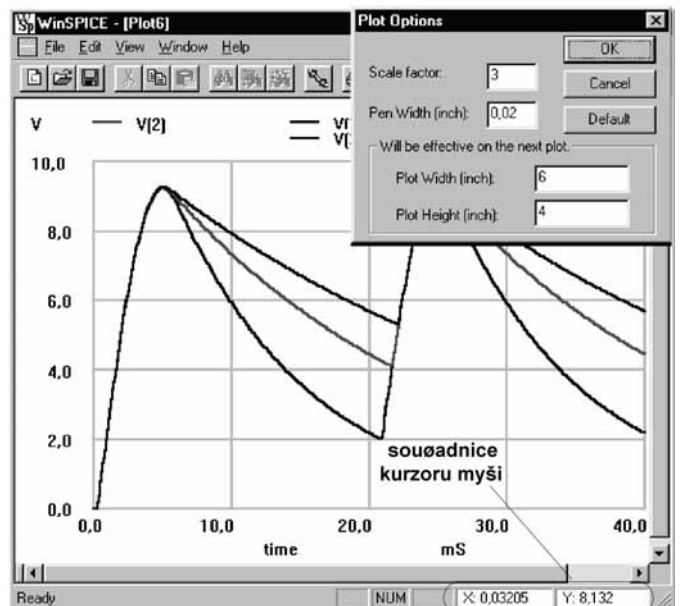 WinSPICE - [Plot6]
File Edit View Window Help
V
V(2)
10,0
8,0
6,0
4,0
2,0
0,0
0,0 10,0 20,0 30,0 40,0
time mS
souøadnice
kurzoru myši
Ready NUM X: 0,03205 Y: 8,132
Plot Options
Scale factor: 3
OK
Cancel
Pen Width (inch): 0,02
Default
Will be effective on the next plot.
Plot Width (inch): 6
Plot Height (inch): 4